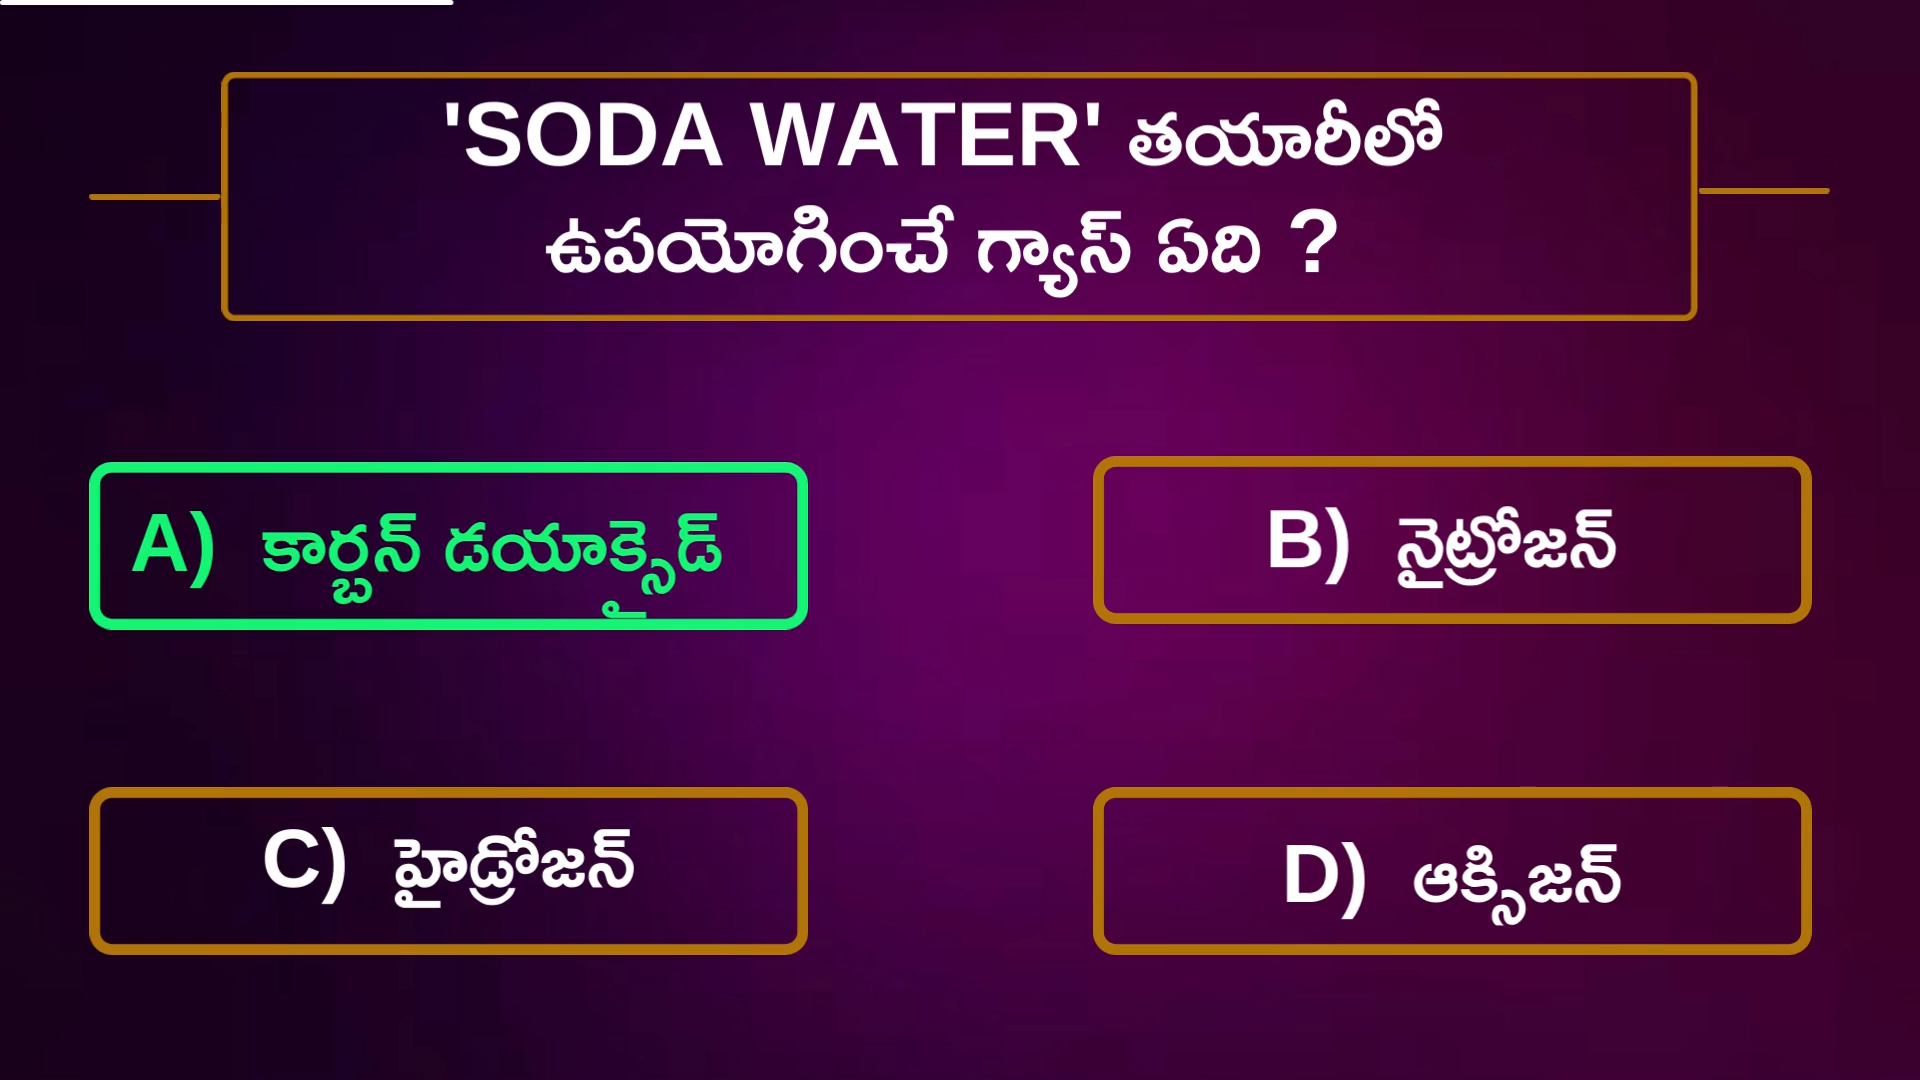 'SODA WATER' తయారీలో
ఉపయోగించే గ్యాస్ ఏది ?
A) కార్బన్ డయాక్సైడ్
B) నైట్రోజన్
C) హైడ్రోజన్
D) ఆక్సిజన్